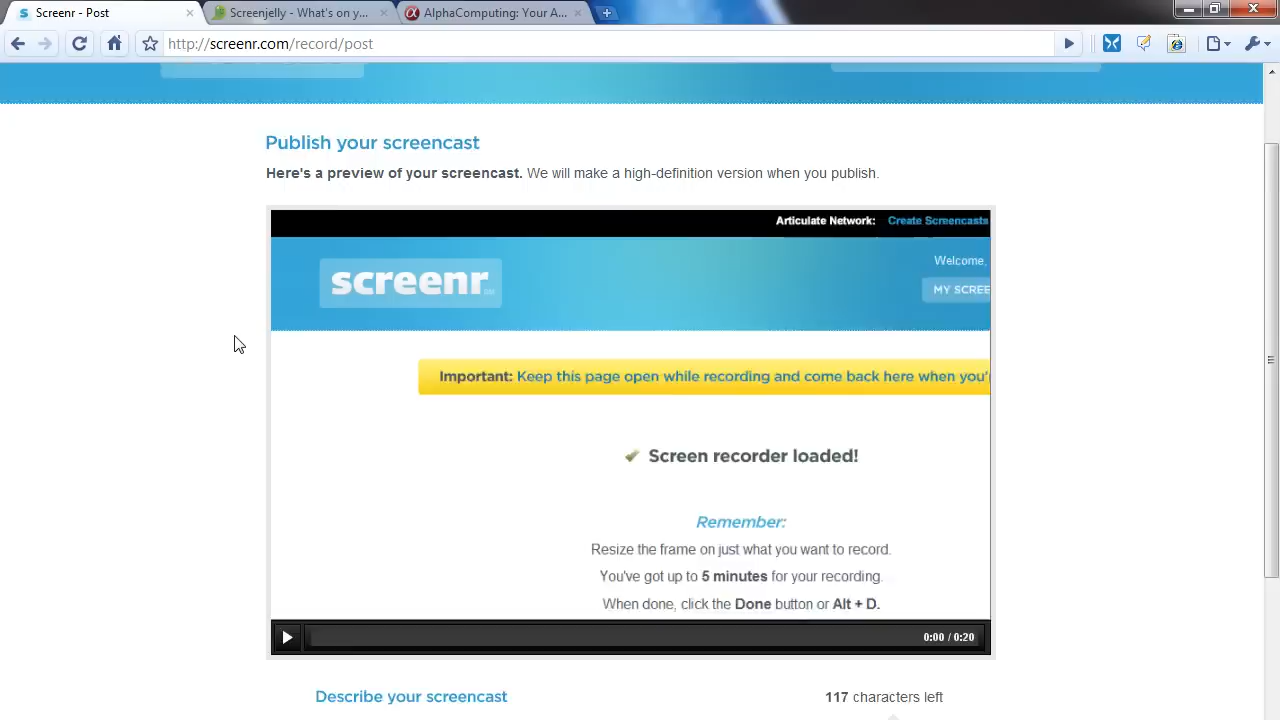 Screenr - Post
Screenjelly - What's on y...
AlphaComputing: Your A...
http://screenr.com/record/post
Publish your screencast
Here's a preview of your screencast. We will make a high-definition version when you publish.
Articulate Network: Create Screencasts
screenr
Welcome,
MY SCREE
Important: Keep this page open while recording and come back here when you'
Screen recorder loaded!
Remember:
Resize the frame on just what you want to record.
You've got up to 5 minutes for your recording.
When done, click the Done button or Alt + D.
0:00 / 0:20
Describe your screencast
117 characters left